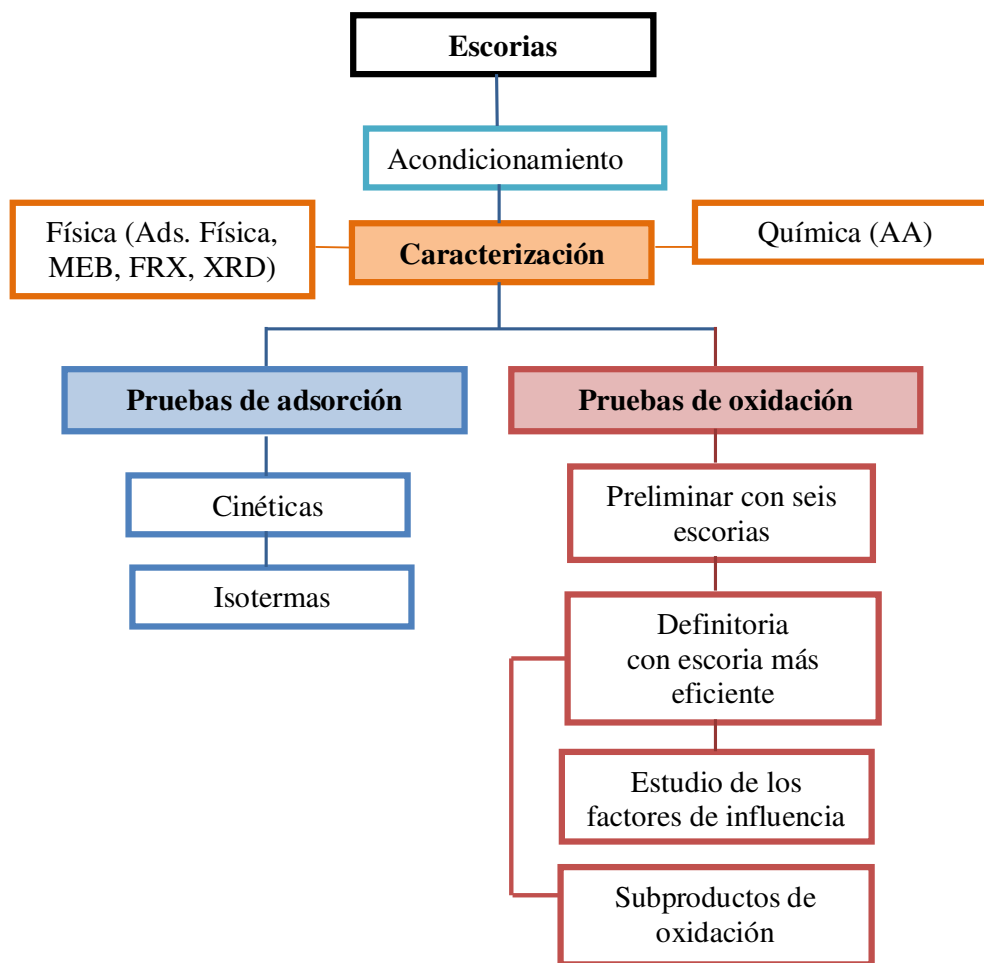 Escorias
Acondicionamiento
Física (Ads. Física,
MEB, FRX, XRD)
Caracterización
Química (AA)
Pruebas de adsorción
Cinéticas
Isotermas
Pruebas de oxidación
Preliminar con seis
escorias
Definitoria
con escoria más
eficiente
Estudio de los
factores de influencia
Subproductos de
oxidación